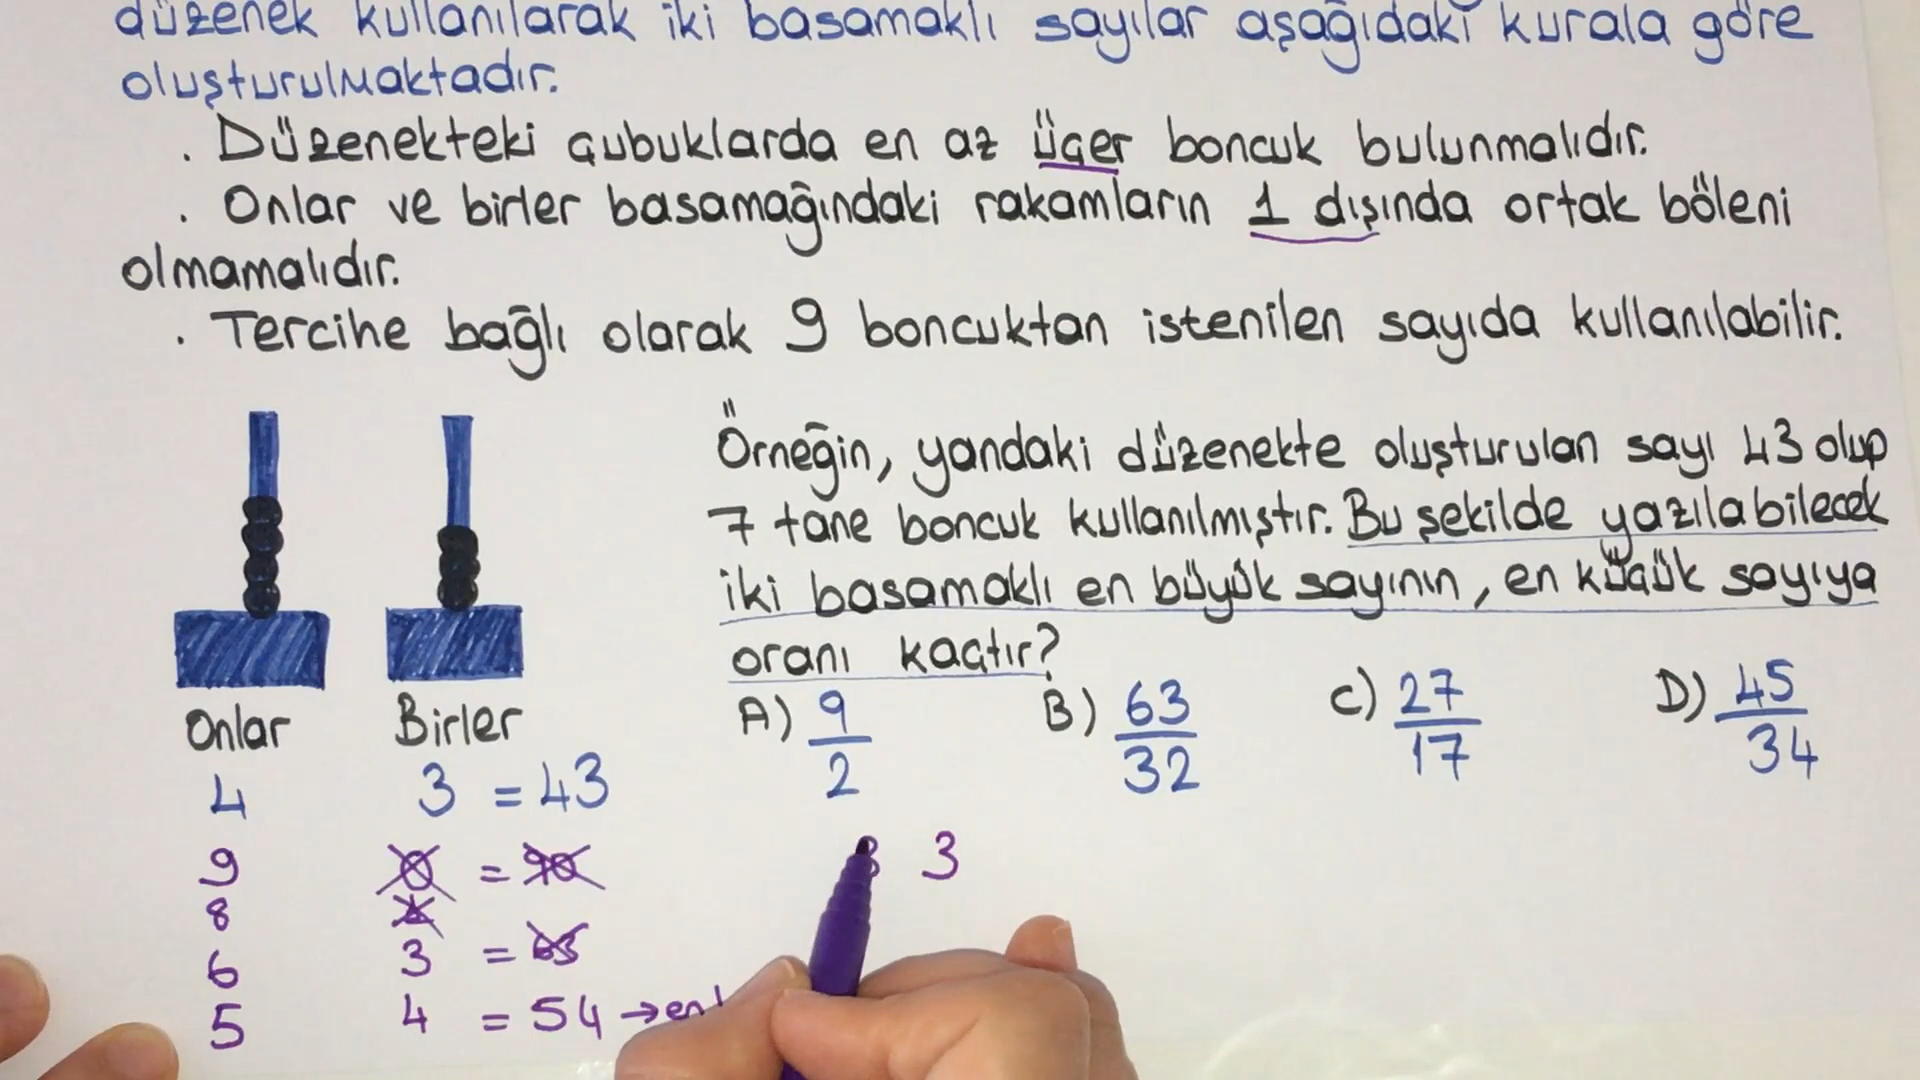 düzenek kullanılarak iki basamaklı sayılar aşağıdaki kurala göre
oluşturulmaktadır.
. Düzenekteki çubuklarda en az üçer boncuk bulunmalıdır.
. Onlar ve birler basamağındaki rakamların 1 dışında ortak böleni
olmamalıdır.
. Tercihe bağlı olarak 9 boncuktan istenilen sayıda kullanılabilir.
Örneğin, yandaki düzenekte oluşturulan sayı 43 olup
7 tane boncuk kullanılmıştır. Bu şekilde yazılabilecek
iki basamaklı en büyük sayının, en küçük sayıya
oranı kaçtır?
A) 9/2 B) 63/32 C) 27/17 D) 45/34
Onlar Birler
4 3 = 43
9 0 = 90
8
6 3 = 63
5 4 = 54 →
3